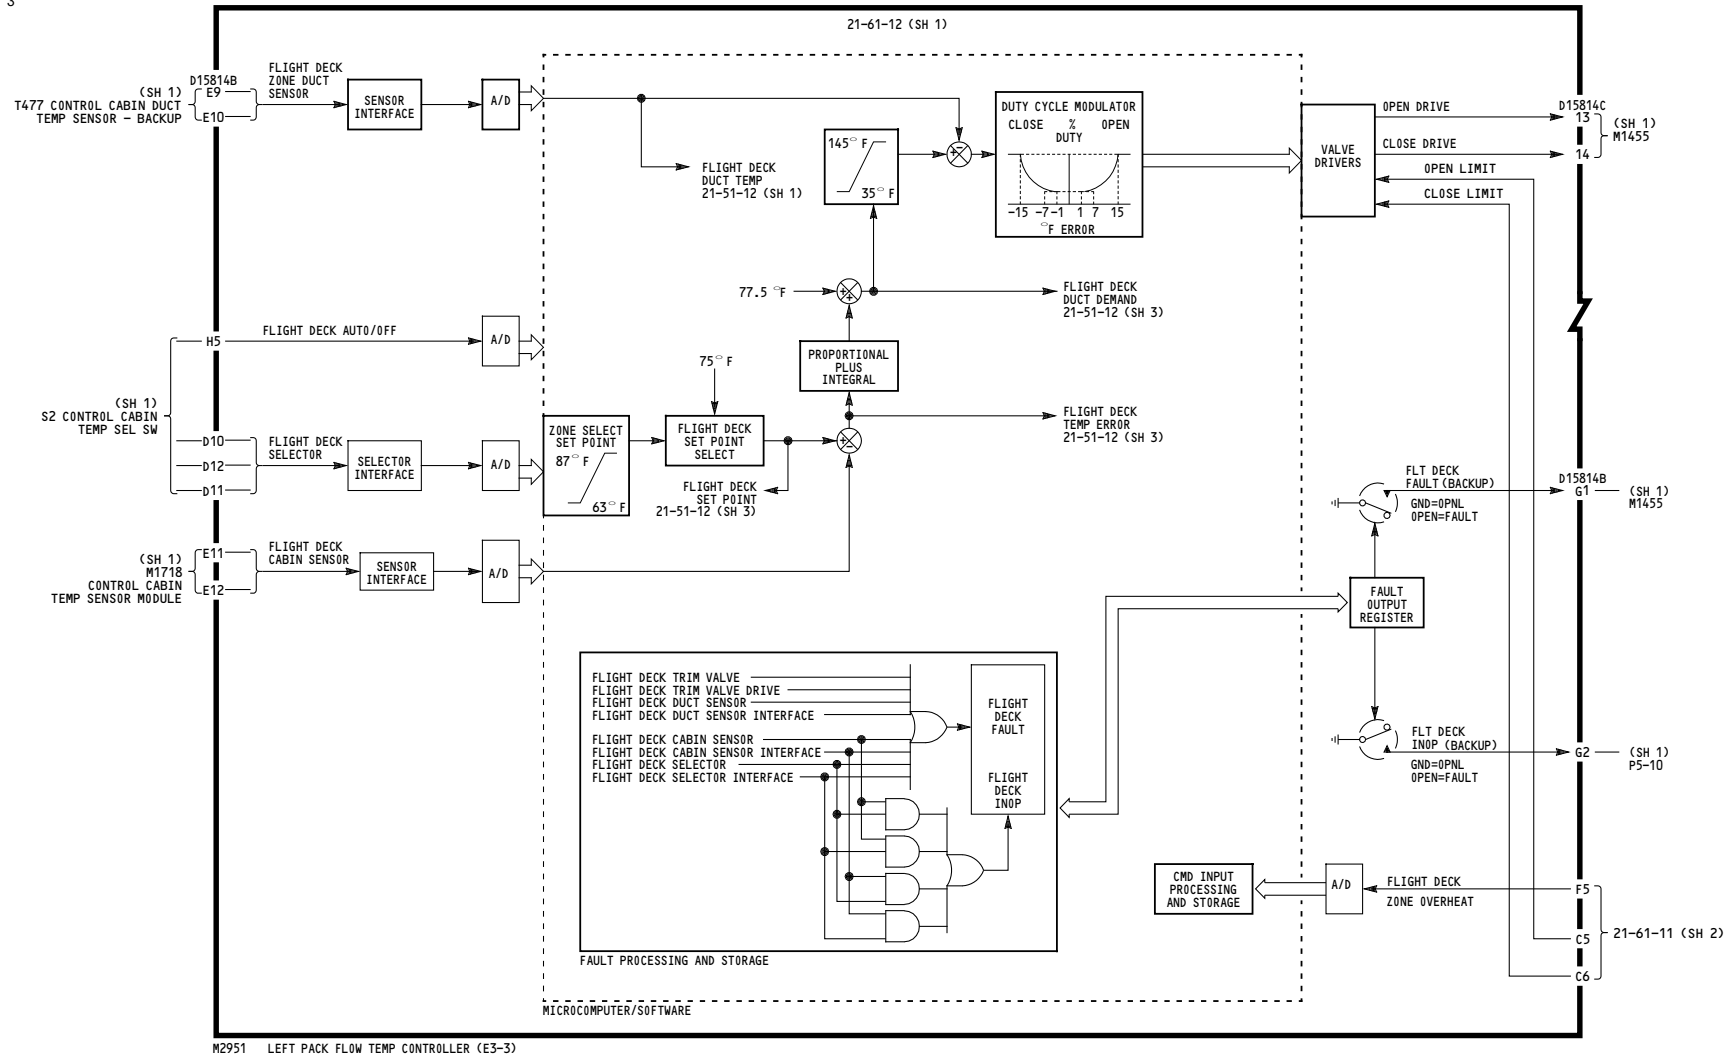 3
21-61-12 (SH 1)
D15814B
(SH 1)
T477 CONTROL CABIN DUCT
TEMP SENSOR - BACKUP
E9
E10
FLIGHT DECK
ZONE DUCT
SENSOR
SENSOR
INTERFACE
A/D
FLIGHT DECK
DUCT TEMP
21-51-12 (SH 1)
145° F
35° F
+
-
DUTY CYCLE MODULATOR
CLOSE % OPEN
DUTY
-15 -7 -1 1 7 15
°F ERROR
VALVE
DRIVERS
OPEN DRIVE
CLOSE DRIVE
OPEN LIMIT
CLOSE LIMIT
D15814C
13
14
(SH 1)
M1455
77.5 °F
+
+
FLIGHT DECK
DUCT DEMAND
21-51-12 (SH 3)
H5
FLIGHT DECK AUTO/OFF
A/D
(SH 1)
S2 CONTROL CABIN
TEMP SEL SW
D10
D12
D11
FLIGHT DECK
SELECTOR
SELECTOR
INTERFACE
A/D
ZONE SELECT
SET POINT
87° F
63° F
75° F
FLIGHT DECK
SET POINT
SELECT
FLIGHT DECK
SET POINT
21-51-12 (SH 3)
PROPORTIONAL
PLUS
INTEGRAL
+
-
FLIGHT DECK
TEMP ERROR
21-51-12 (SH 3)
(SH 1)
M1718
CONTROL CABIN
TEMP SENSOR MODULE
E11
E12
FLIGHT DECK
CABIN SENSOR
SENSOR
INTERFACE
A/D
FLT DECK
FAULT (BACKUP)
GND=OPNL
OPEN=FAULT
D15814B
G1
(SH 1)
M1455
FAULT
OUTPUT
REGISTER
FLT DECK
INOP (BACKUP)
GND=OPNL
OPEN=FAULT
G2
(SH 1)
P5-10
FLIGHT DECK TRIM VALVE
FLIGHT DECK TRIM VALVE DRIVE
FLIGHT DECK DUCT SENSOR
FLIGHT DECK DUCT SENSOR INTERFACE
FLIGHT DECK CABIN SENSOR
FLIGHT DECK CABIN SENSOR INTERFACE
FLIGHT DECK SELECTOR
FLIGHT DECK SELECTOR INTERFACE
FLIGHT
DECK
FAULT
FLIGHT
DECK
INOP
FAULT PROCESSING AND STORAGE
CMD INPUT
PROCESSING
AND STORAGE
A/D
FLIGHT DECK
ZONE OVERHEAT
F5
C5
C6
21-61-11 (SH 2)
MICROCOMPUTER/SOFTWARE
M2951 LEFT PACK FLOW TEMP CONTROLLER (E3-3)